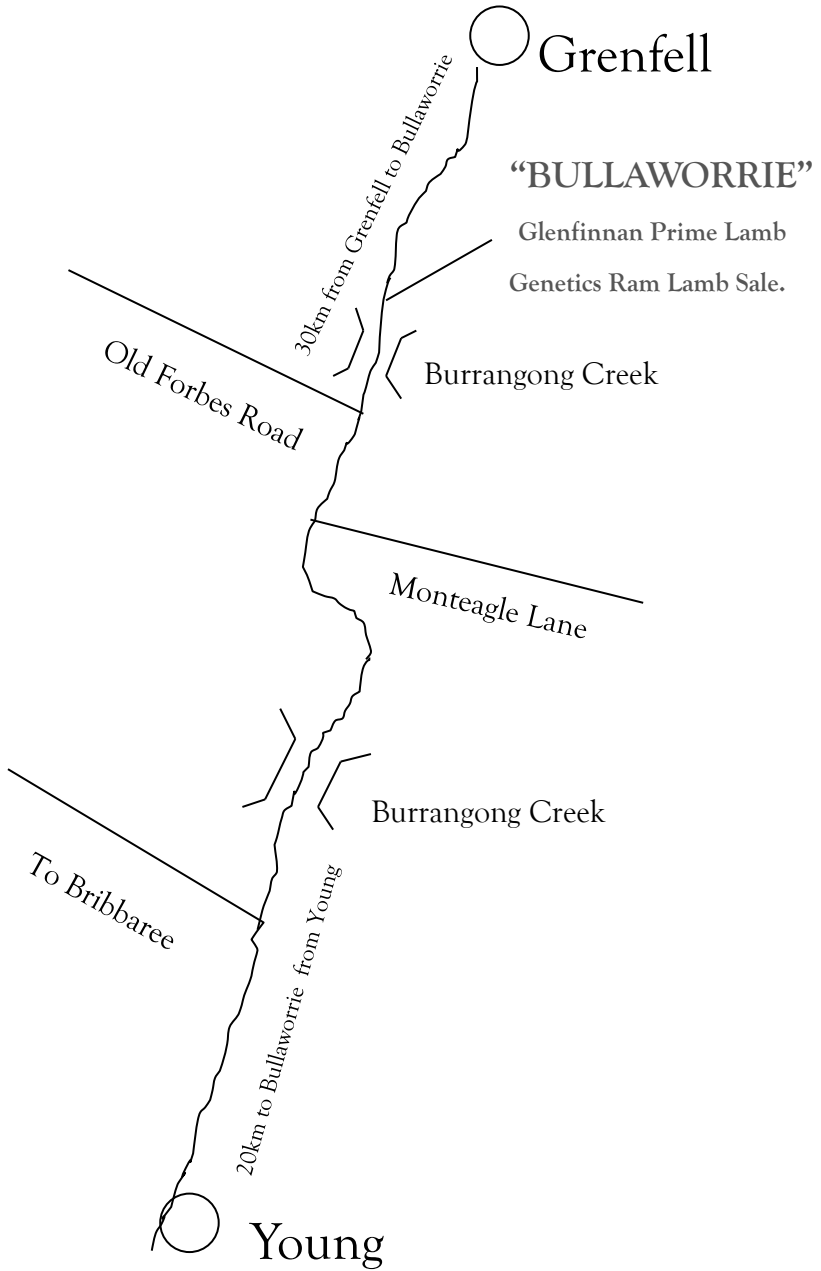 Grenfell
30km from Grenfell to Bullaworrie
“BULLAWORRIE”
Glenfinnan Prime Lamb
Genetics Ram Lamb Sale.
Old Forbes Road
Burrangong Creek
Monteagle Lane
Burrangong Creek
To Bribbaree
20km to Bullaworrie from Young
Young